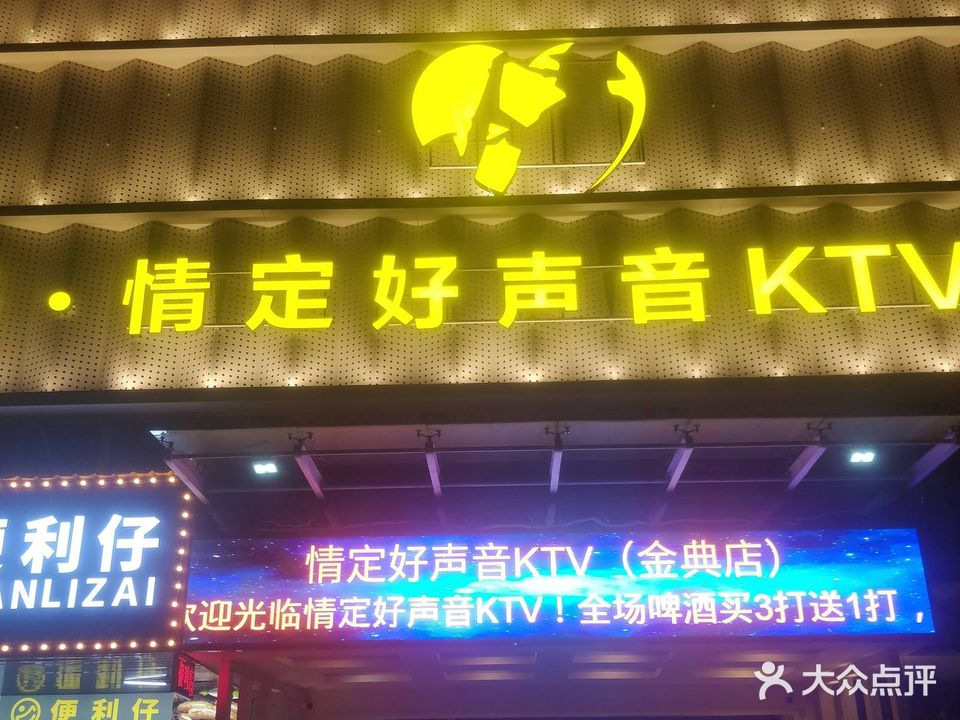 ·情定好声音KTV
便利仔
ANLIZAI
情定好声音KTV（金典店）
欢迎光临情定好声音KTV！全场啤酒买3打送1打，
便利仔
大众点评